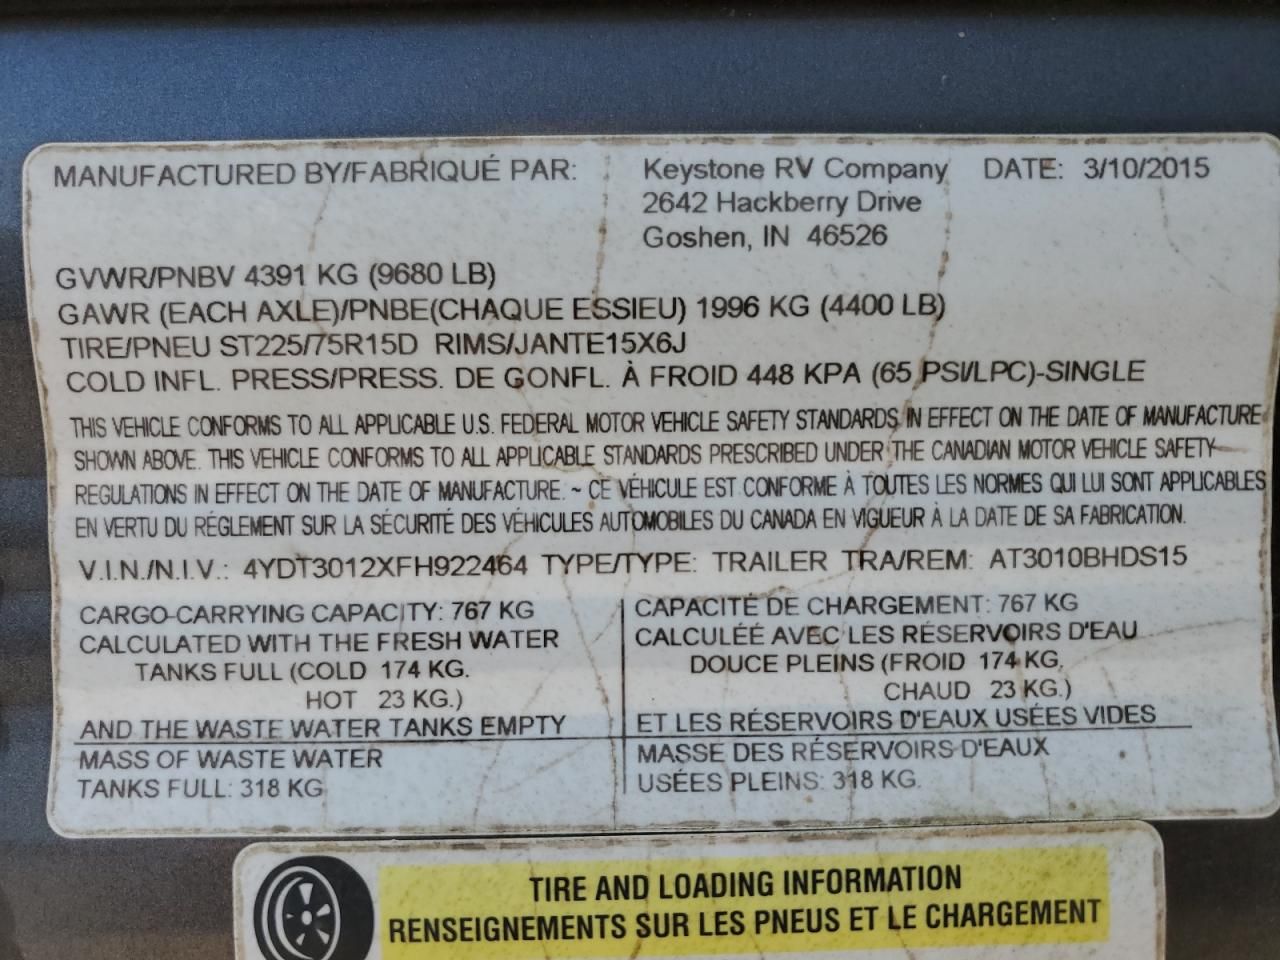 MANUFACTURED BY/FABRIQUÉ PAR: Keystone RV Company DATE: 3/10/2015
2642 Hackberry Drive
Goshen, IN 46526
GVWR/PNBV 4391 KG (9680 LB)
GAWR (EACH AXLE)/PNBE(CHAQUE ESSIEU) 1996 KG (4400 LB)
TIRE/PNEU ST225/75R15D RIMS/JANTE15X6J
COLD INFL. PRESS/PRESS. DE GONFL. À FROID 448 KPA (65 PSI/LPC)-SINGLE
THIS VEHICLE CONFORMS TO ALL APPLICABLE U.S. FEDERAL MOTOR VEHICLE SAFETY STANDARDS IN EFFECT ON THE DATE OF MANUFACTURE
SHOWN ABOVE. THIS VEHICLE CONFORMS TO ALL APPLICABLE STANDARDS PRESCRIBED UNDER THE CANADIAN MOTOR VEHICLE SAFETY
REGULATIONS IN EFFECT ON THE DATE OF MANUFACTURE. ~ CE VÉHICULE EST CONFORME À TOUTES LES NORMES QUI LUI SONT APPLICABLES
EN VERTU DU RÉGLEMENT SUR LA SÉCURITÉ DES VÉHICULES AUTOMOBILES DU CANADA EN VIGUEUR À LA DATE DE SA FABRICATION.
V.I.N./N.I.V.: 4YDT3012XFH922464 TYPE/TYPE: TRAILER TRA/REM: AT3010BHDS15
CARGO-CARRYING CAPACITY: 767 KG
CALCULATED WITH THE FRESH WATER
TANKS FULL (COLD 174 KG.
HOT 23 KG.)
AND THE WASTE WATER TANKS EMPTY
MASS OF WASTE WATER
TANKS FULL: 318 KG
CAPACITÉ DE CHARGEMENT: 767 KG
CALCULÉÉ AVEC LES RÉSERVOIRS D'EAU
DOUCE PLEINS (FROID 174 KG,
CHAUD 23 KG.)
ET LES RÉSERVOIRS D'EAUX USÉES VIDES
MASSE DES RÉSERVOIRS D'EAUX
USÉES PLEINS: 318 KG.
TIRE AND LOADING INFORMATION
RENSEIGNEMENTS SUR LES PNEUS ET LE CHARGEMENT